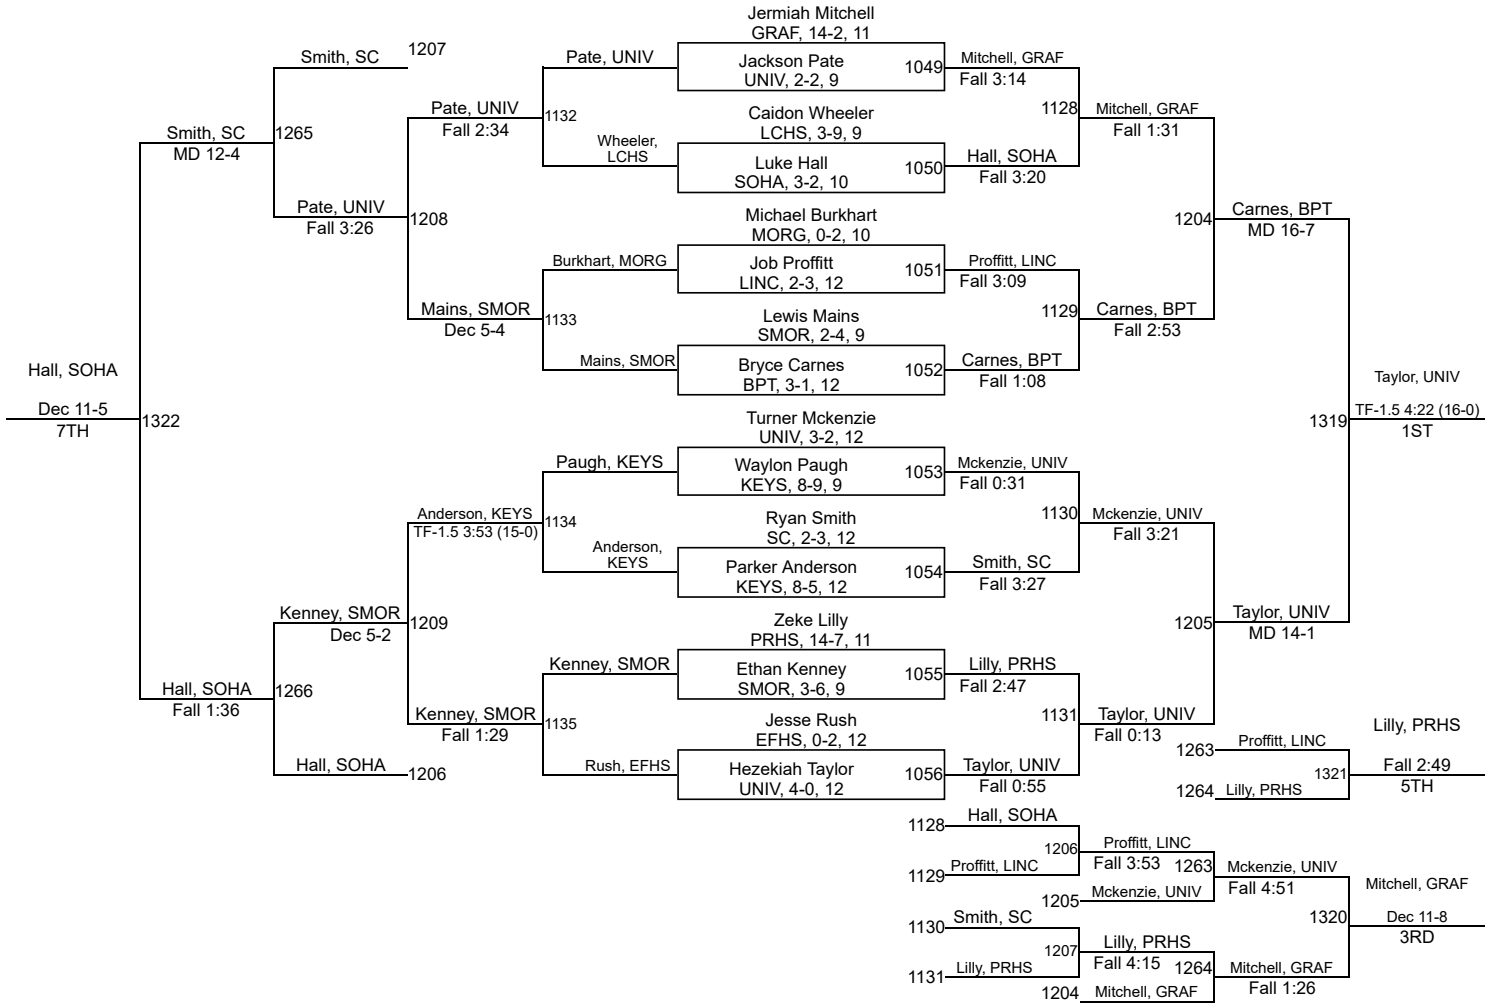 Jermiah Mitchell
GRAF, 14-2, 11
Jackson Pate
UNIV, 2-2, 9
1049
Caidon Wheeler
LCHS, 3-9, 9
Luke Hall
SOHA, 3-2, 10
1050
Michael Burkhart
MORG, 0-2, 10
Job Proffitt
LINC, 2-3, 12
1051
Lewis Mains
SMOR, 2-4, 9
Bryce Carnes
BPT, 3-1, 12
1052
Turner Mckenzie
UNIV, 3-2, 12
Waylon Paugh
KEYS, 8-9, 9
1053
Ryan Smith
SC, 2-3, 12
Parker Anderson
KEYS, 8-5, 12
1054
Zeke Lilly
PRHS, 14-7, 11
Ethan Kenney
SMOR, 3-6, 9
1055
Jesse Rush
EFHS, 0-2, 12
Hezekiah Taylor
UNIV, 4-0, 12
1056
Mitchell, GRAF
Fall 3:14
1128
Hall, SOHA
Fall 3:20
Proffitt, LINC
Fall 3:09
1129
Carnes, BPT
Fall 1:08
Mckenzie, UNIV
Fall 0:31
1130
Smith, SC
Fall 3:27
Lilly, PRHS
Fall 2:47
1131
Taylor, UNIV
Fall 0:55
Mitchell, GRAF
Fall 1:31
1204
Carnes, BPT
Fall 2:53
Mckenzie, UNIV
Fall 3:21
1205
Taylor, UNIV
Fall 0:13
Carnes, BPT
MD 16-7
1319
Taylor, UNIV
MD 14-1
Taylor, UNIV
TF-1.5 4:22 (16-0)
1ST
Pate, UNIV
1132
Wheeler,
LCHS
Burkhart, MORG
1133
Mains, SMOR
Paugh, KEYS
1134
Anderson,
KEYS
Kenney, SMOR
1135
Rush, EFHS
Pate, UNIV
Fall 2:34
1208
Mains, SMOR
Dec 5-4
Anderson, KEYS
TF-1.5 3:53 (15-0)
1209
Kenney, SMOR
Fall 1:29
Smith, SC
1207
1265
Pate, UNIV
Fall 3:26
Kenney, SMOR
Dec 5-2
1266
Hall, SOHA
1206
Smith, SC
MD 12-4
1322
Hall, SOHA
Fall 1:36
Hall, SOHA
Dec 11-5
7TH
1263
Proffitt, LINC
1321
1264
Lilly, PRHS
Lilly, PRHS
Fall 2:49
5TH
1128
Hall, SOHA
1206
1129
Proffitt, LINC
Proffitt, LINC
Fall 3:53
1263
1205
Mckenzie, UNIV
Mckenzie, UNIV
Fall 4:51
1130
Smith, SC
1207
1131
Lilly, PRHS
Lilly, PRHS
Fall 4:15
1264
1204
Mitchell, GRAF
Mitchell, GRAF
Fall 1:26
1320
Mitchell, GRAF
Dec 11-8
3RD